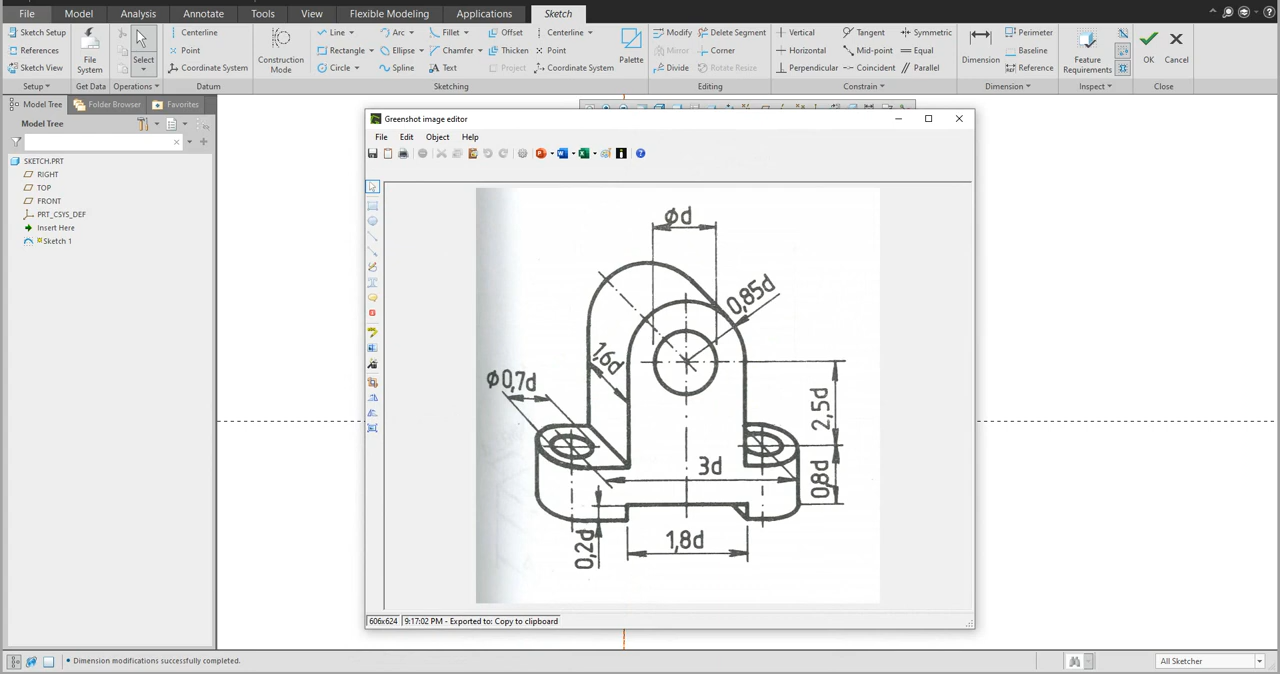 File Model Analysis Annotate Tools View Flexible Modeling Applications Sketch
Sketch Setup
References
Sketch View
Setup
File
System
Get Data
Select
Operations
Centerline
Point
Coordinate System
Datum
Construction
Mode
Line Arc Fillet Offset Centerline
Rectangle Ellipse Chamfer Thicken Point
Circle Spline Text Project Coordinate System
Palette
Sketching
Modify Delete Segment
Mirror Corner
Divide Rotate Resize
Editing
Vertical Tangent Symmetric
Horizontal Mid-point Equal
Perpendicular Coincident Parallel
Constrain
Dimension
Perimeter
Baseline
Reference
Dimension
Feature
Requirements
Inspect
OK
Cancel
Close
Model Tree Folder Browser Favorites
Model Tree
SKETCH.PRT
RIGHT
TOP
FRONT
PRT_CSYS_DEF
Insert Here
Sketch 1
Greenshot image editor
File Edit Object Help
Ød
0,85d
1,6d
Ø0,7d
2,5d
3d
0,8d
0,2d
1,8d
606x624 9:17:02 PM - Exported to: Copy to clipboard
Dimension modifications successfully completed.
All Sketcher